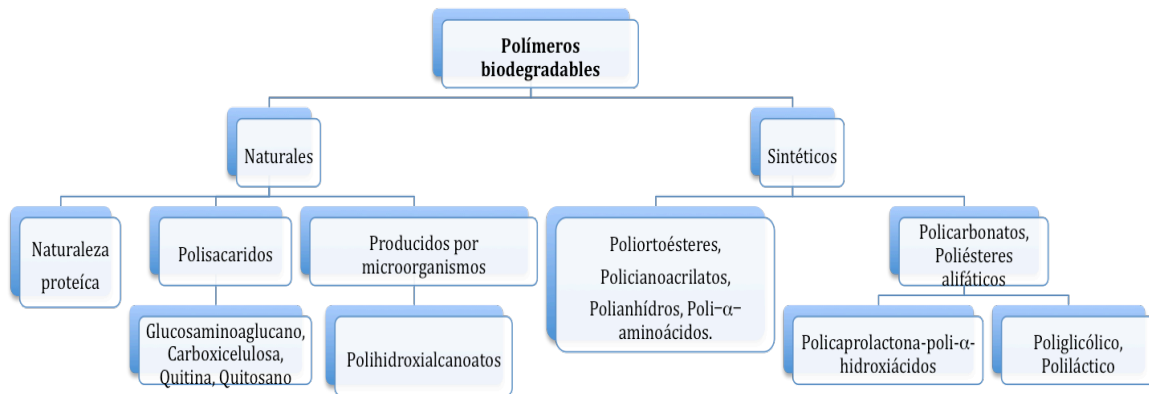 Polímeros
biodegradables
Naturales
Sintéticos
Naturaleza
proteíca
Polisacaridos
Producidos por
microorganismos
Poliortoésteres,
Policianoacrilatos,
Polianhídros, Poli−α−
aminoácidos.
Policarbonatos,
Poliésteres
alifáticos
Glucosaminoaglucano,
Carboxicelulosa,
Quitina, Quitosano
Polihidroxialcanoatos
Policaprolactona-poli-α-
hidroxiácidos
Poliglicólico,
Poliláctico